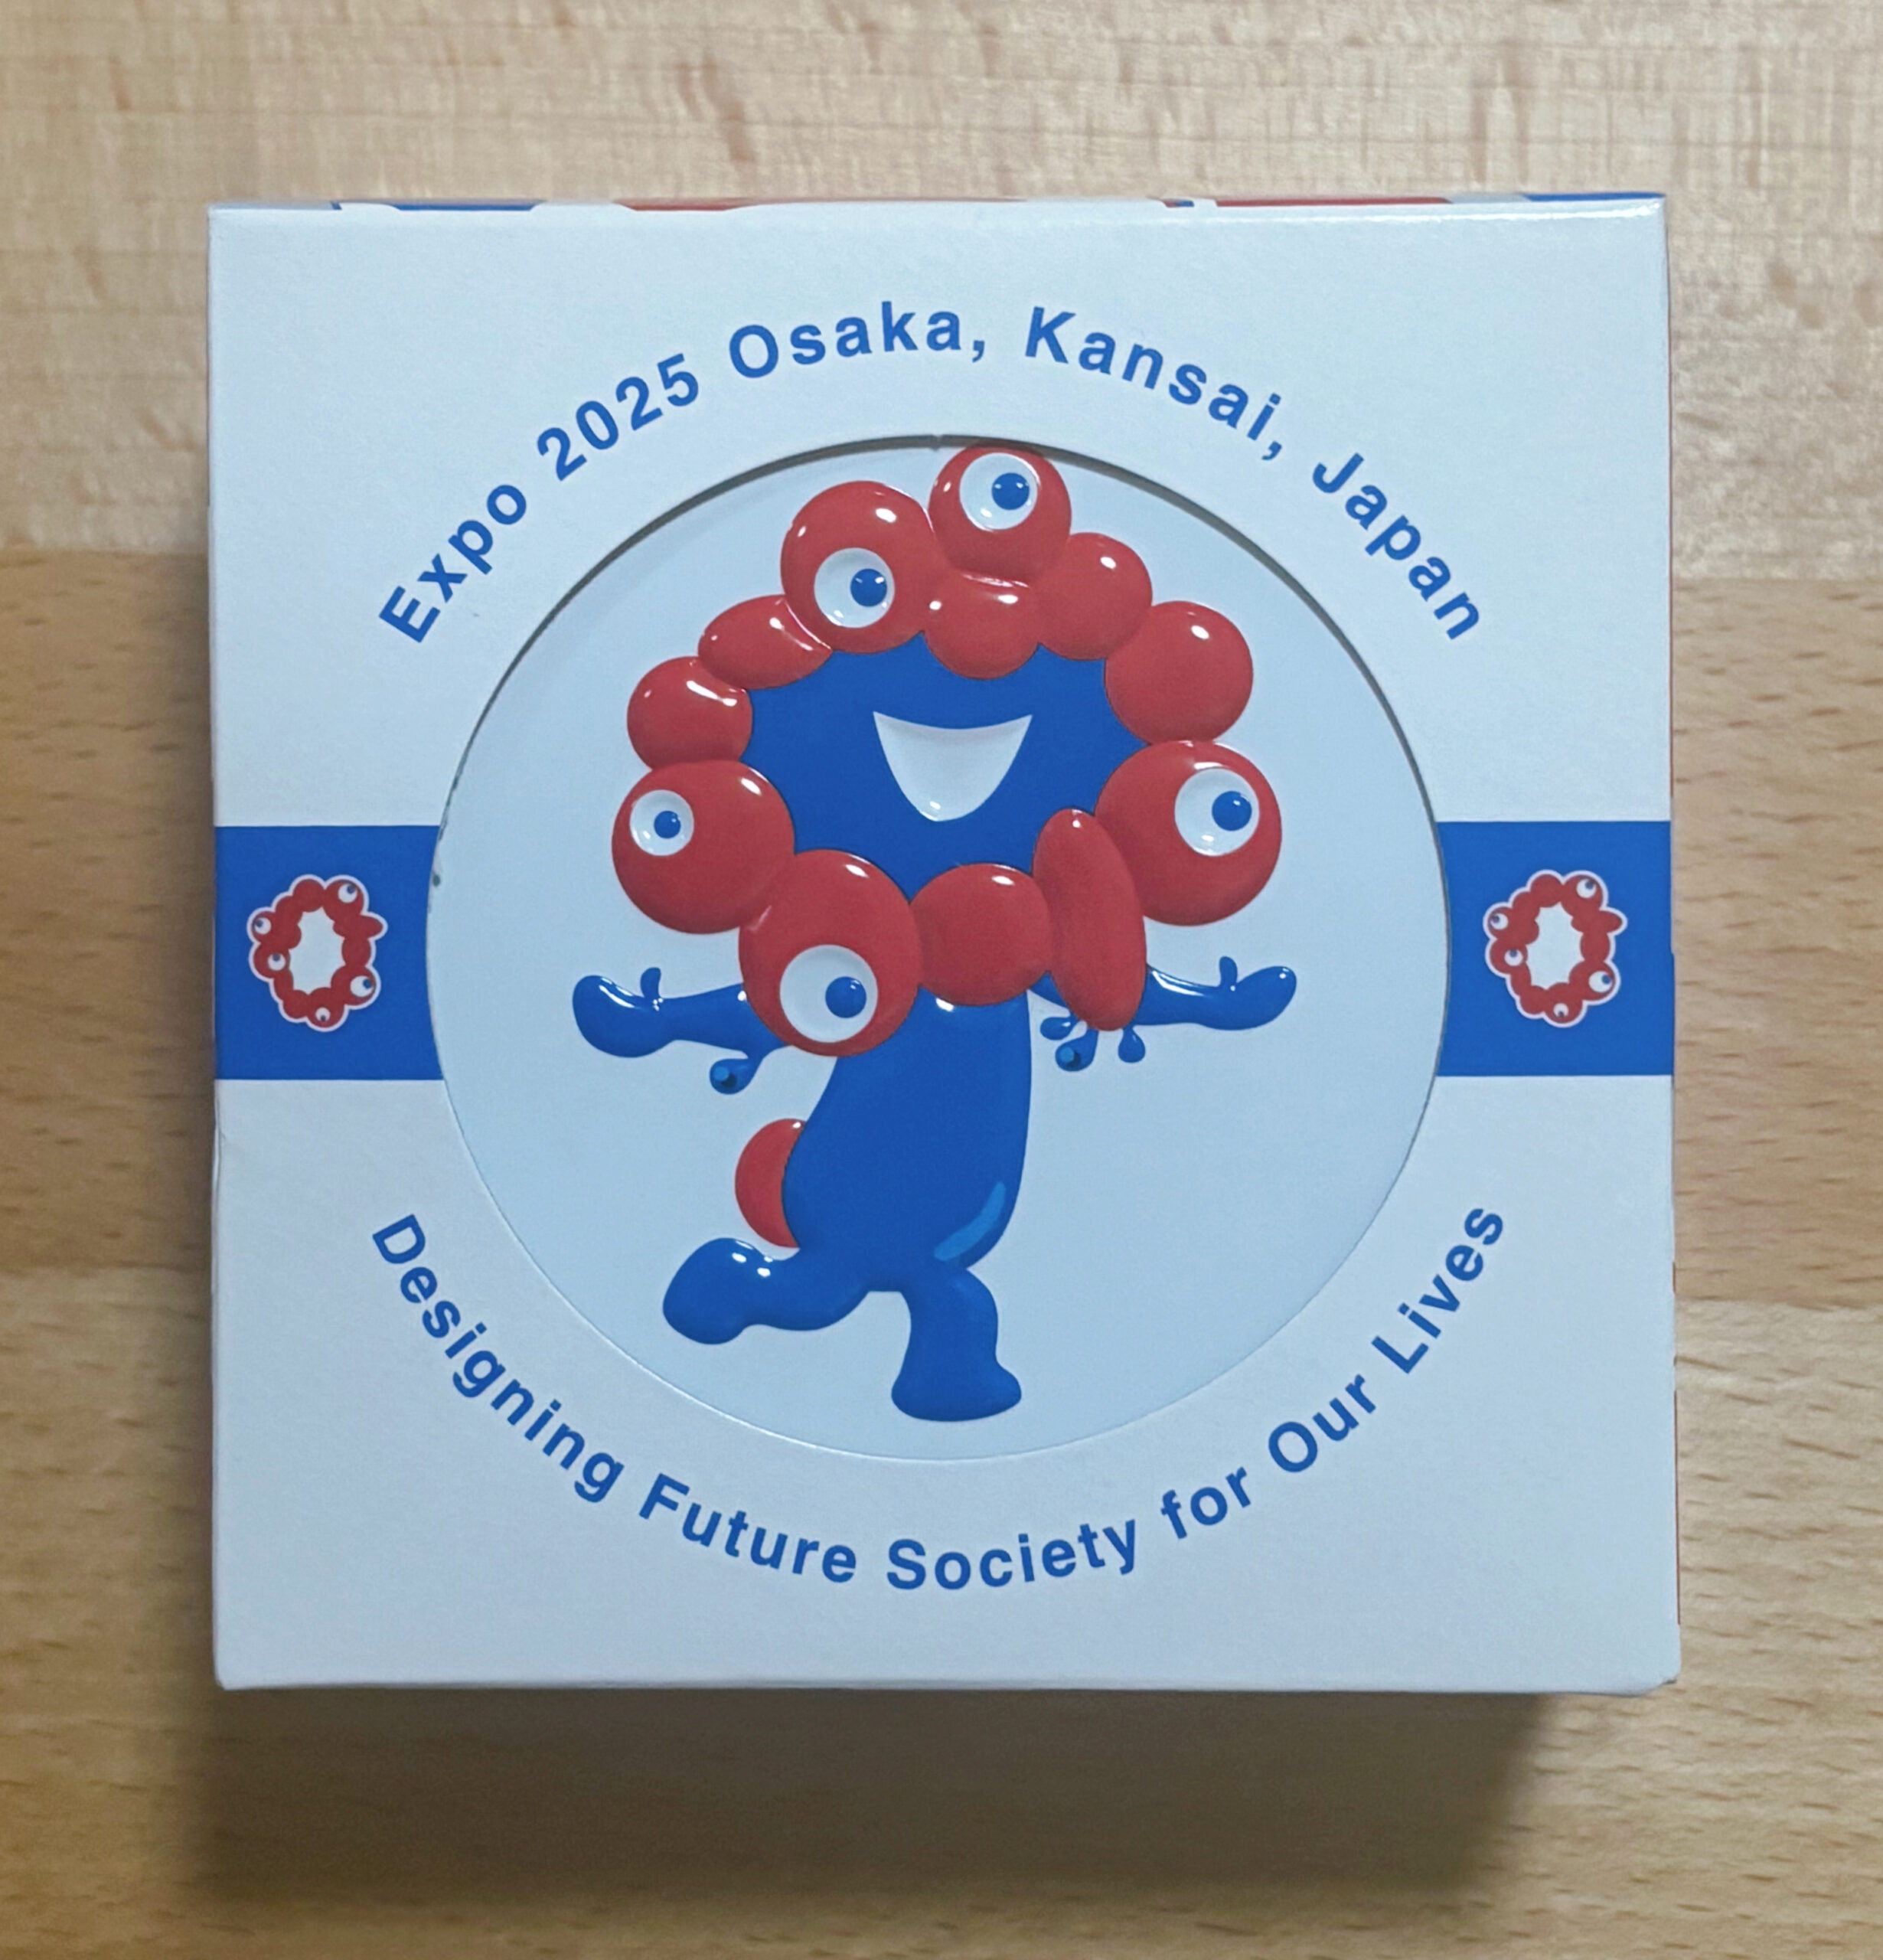 Expo 2025 Osaka, Kansai, Japan
Designing Future Society for Our Lives